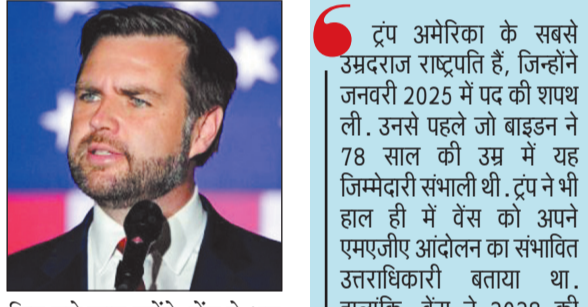 ट्रंप अमेरिका के सबसे
उम्रदराज राष्ट्रपति हैं, जिन्होंने
जनवरी 2025 में पद की शपथ
ली. उनसे पहले जो बाइडन ने
78 साल की उम्र में यह
जिम्मेदारी संभाली थी. ट्रंप ने भी
हाल ही में वेंस को अपने
एमएजीए आंदोलन का संभावित
उत्तराधिकारी बताया था.